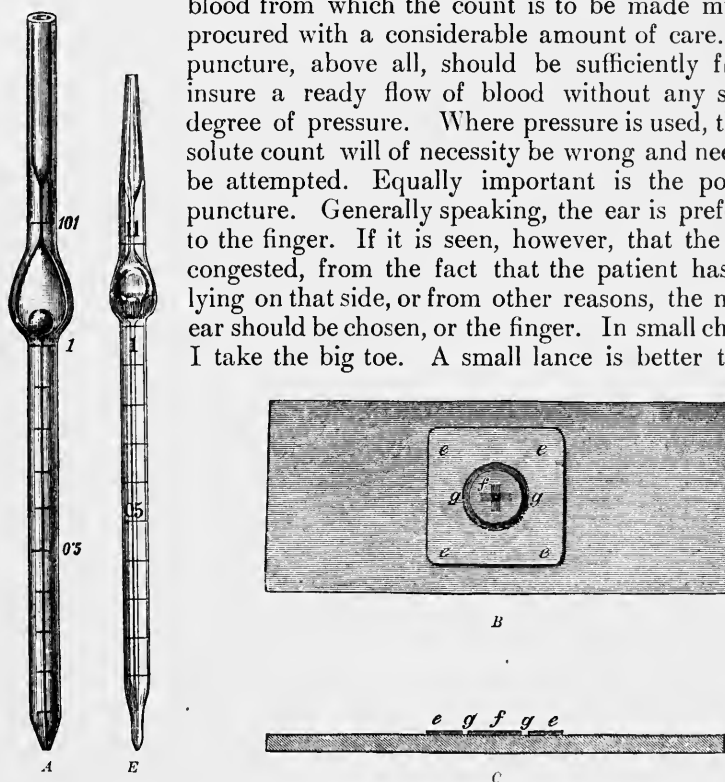 blood from which the count is to be made m
procured with a considerable amount of care.
puncture, above all, should be sufficiently f
insure a ready flow of blood without any s
degree of pressure. Where pressure is used, t
solute count will of necessity be wrong and nee
be attempted. Equally important is the po
puncture. Generally speaking, the ear is pref
to the finger. If it is seen, however, that the
congested, from the fact that the patient has
lying on that side, or from other reasons, the n
ear should be chosen, or the finger. In small ch
I take the big toe. A small lance is better t
101
11
1
1
0.5
0.5
A
E
e e
f
g g
e e
B
e g f g e
C